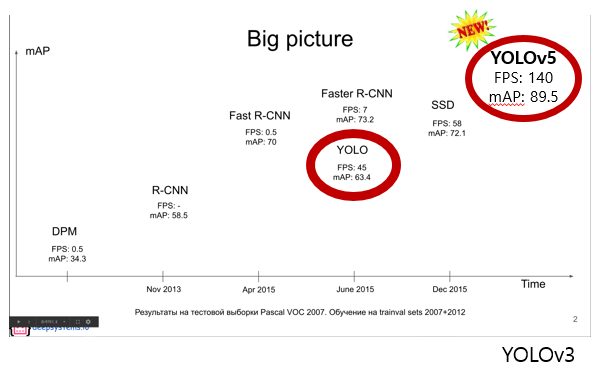 Big picture
NEW!
mAP
YOLOv5
FPS: 140
mAP: 89.5
Faster R-CNN
FPS: 7
mAP: 73.2
SSD
FPS: 58
mAP: 72.1
Fast R-CNN
FPS: 0.5
mAP: 70
YOLO
FPS: 45
mAP: 63.4
R-CNN
FPS: -
mAP: 58.5
DPM
FPS: 0.5
mAP: 34.3
Nov 2013
Apr 2015
June 2015
Dec 2015
Time
Результаты на тестовой выборки Pascal VOC 2007. Обучение на trainval sets 2007+2012
2
deepsystems.io
YOLOv3